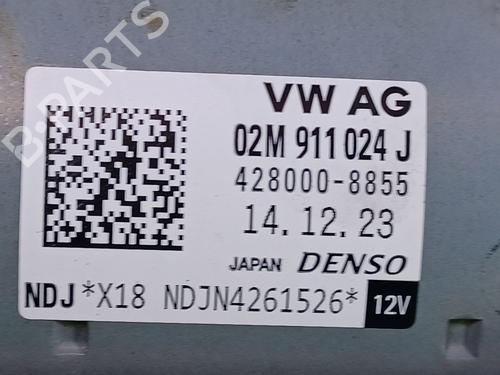 B-PARTS
VW AG
02M 911 024 J
428000-8855
14.12.23
JAPAN DENSO
NDJ *X18 NDJN4261526* 12V